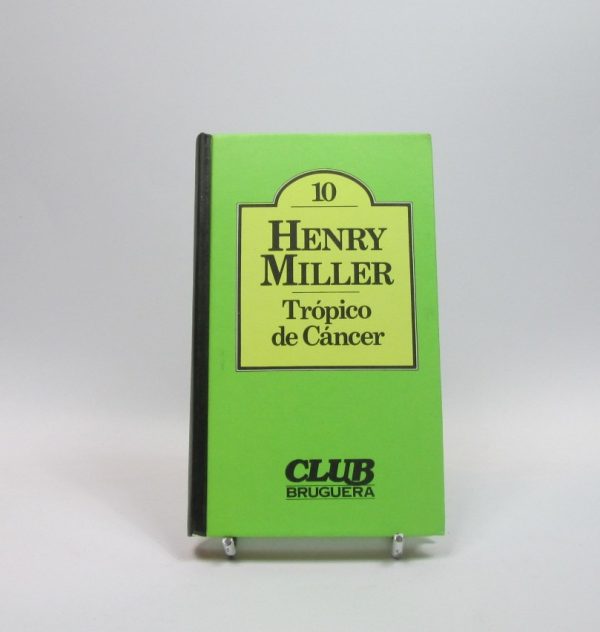 10
HENRY
MILLER
Trópico
de Cáncer
CLUB
BRUGUERA